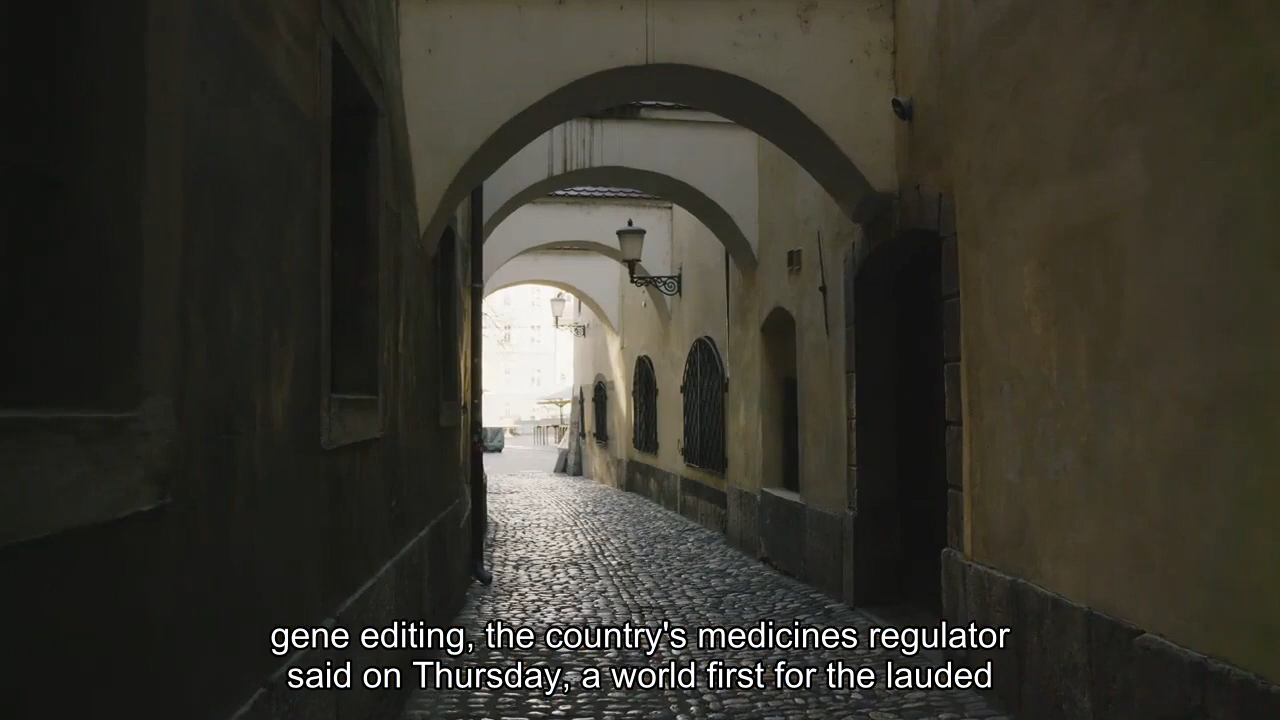 gene editing, the country's medicines regulator
said on Thursday, a world first for the lauded